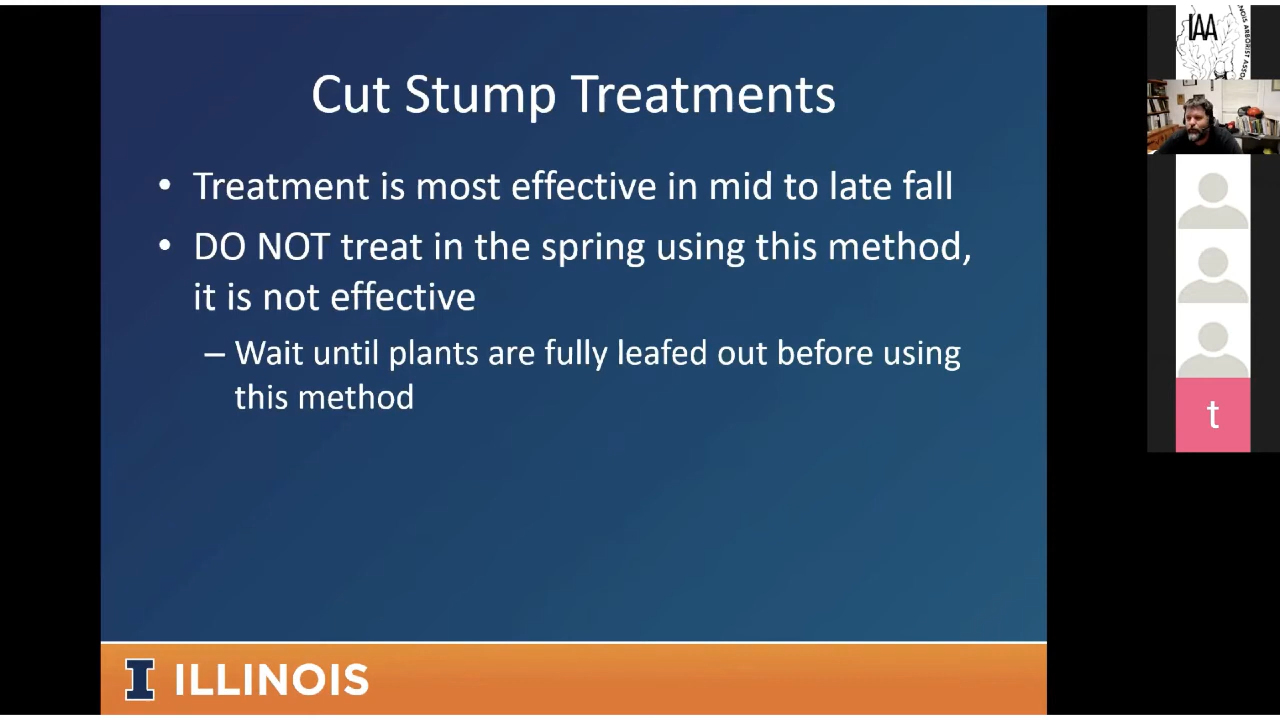 Cut Stump Treatments
• Treatment is most effective in mid to late fall
• DO NOT treat in the spring using this method,
it is not effective
– Wait until plants are fully leafed out before using
this method
I ILLINOIS
IAA
t